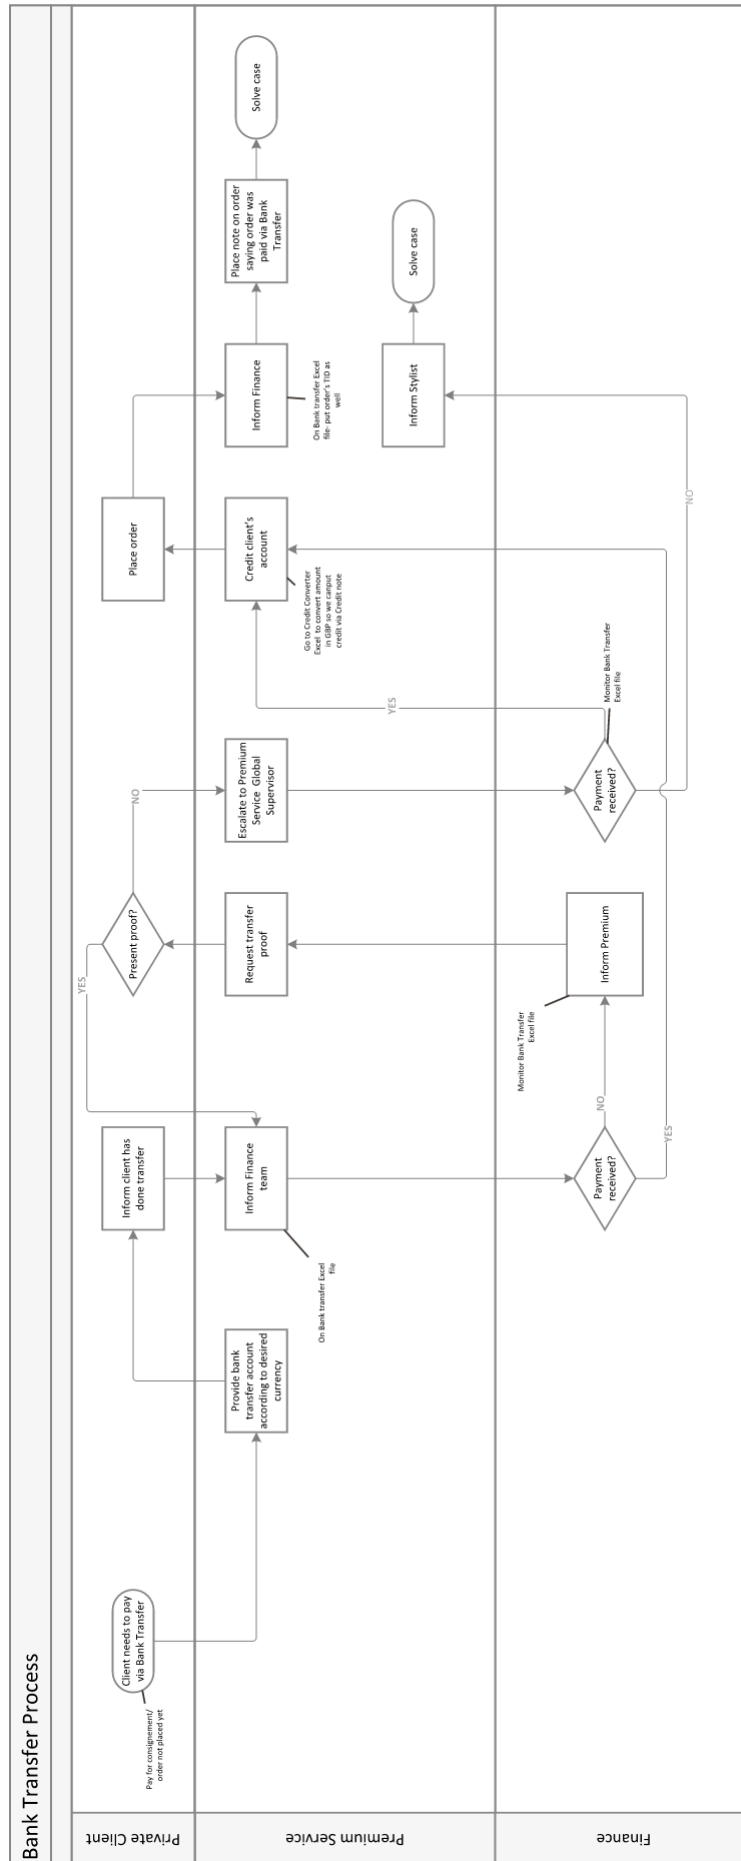 Bank Transfer Process
Private Client
Premium Service
Finance
Client needs to pay
via Bank Transfer
Pay for consignement/
order not placed yet
Provide bank
transfer account
according to desired
currency
Inform client has
done transfer
Inform Finance
team
On Bank transfer Excel
file
Payment
received?
NO
YES
Monitor Bank Transfer
Excel file
Inform Premium
Request transfer
proof
Present proof?
YES
NO
Escalate to Premium
Service Global
Supervisor
Payment
received?
Monitor Bank Transfer
Excel file
YES
NO
Credit client's
account
Go to Credit Converter
Excel to convert amount
in GBP so we canput
credit via Credit note
Place order
Inform Finance
On Bank transfer Excel
file- put order's TID as
well
Place note on order
saying order was
paid via Bank
Transfer
Solve case
Inform Stylist
Solve case